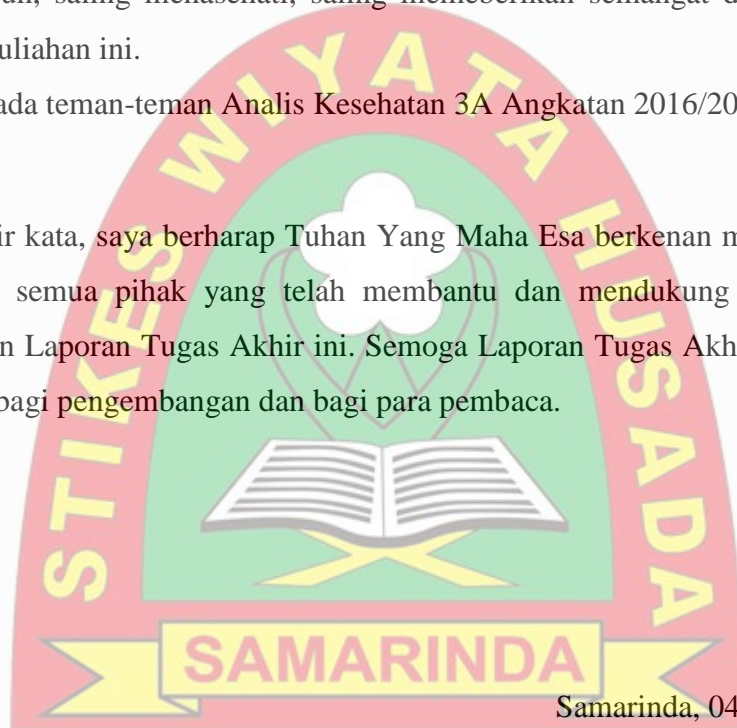 saling menasehati, saling memeberikan semangat
uliahan ini.
ada teman-teman Analis Kesehatan 3A Angkatan 2016/20
ir kata, saya berharap Tuhan Yang Maha Esa berkenan m
semua pihak yang telah membantu dan mendukung
n Laporan Tugas Akhir ini. Semoga Laporan Tugas Akh
bagi pengembangan dan bagi para pembaca.
STIKES WIYATA HUSADA
SAMARINDA
Samarinda, 04